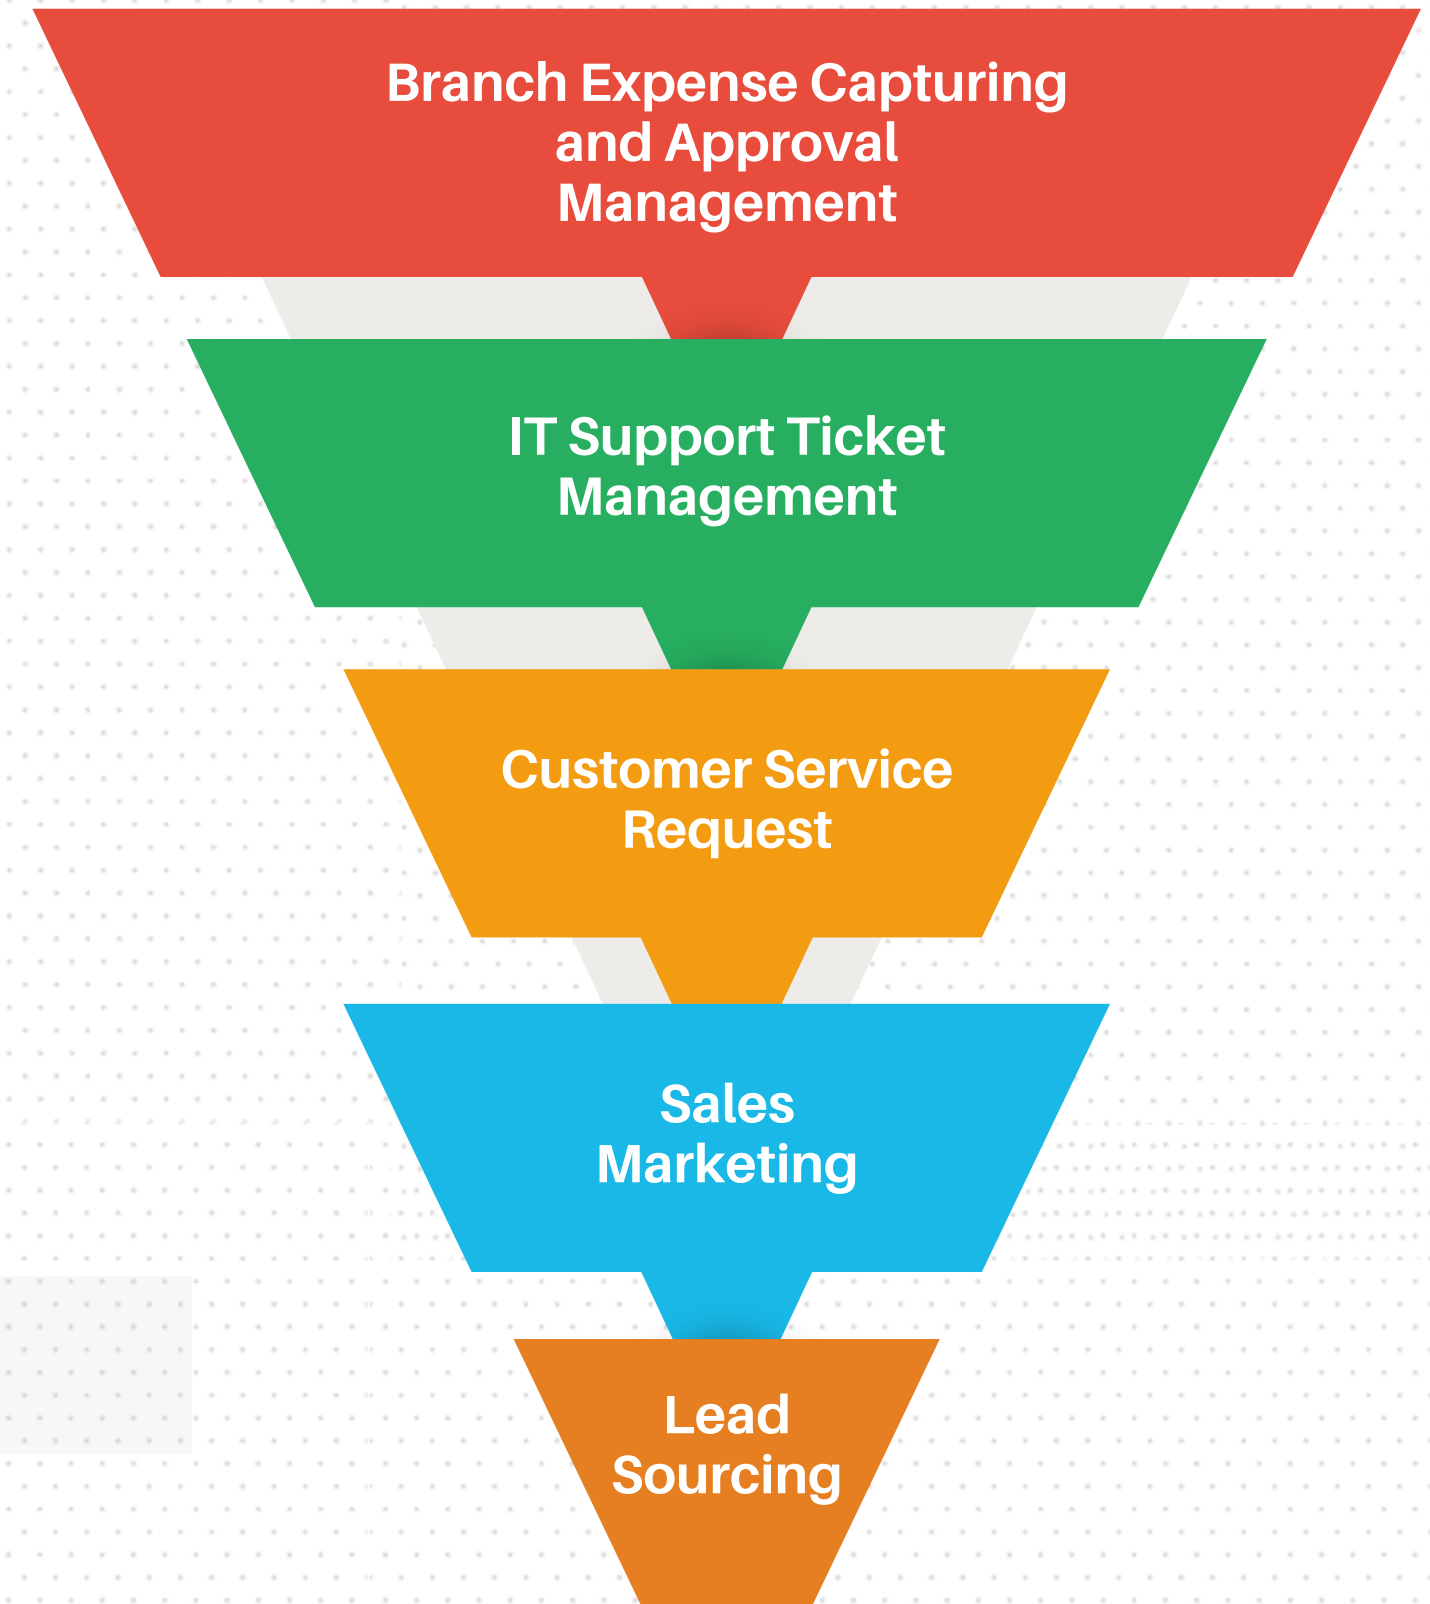 Branch Expense Capturing
and Approval
Management
IT Support Ticket
Management
Customer Service
Request
Sales
Marketing
Lead
Sourcing